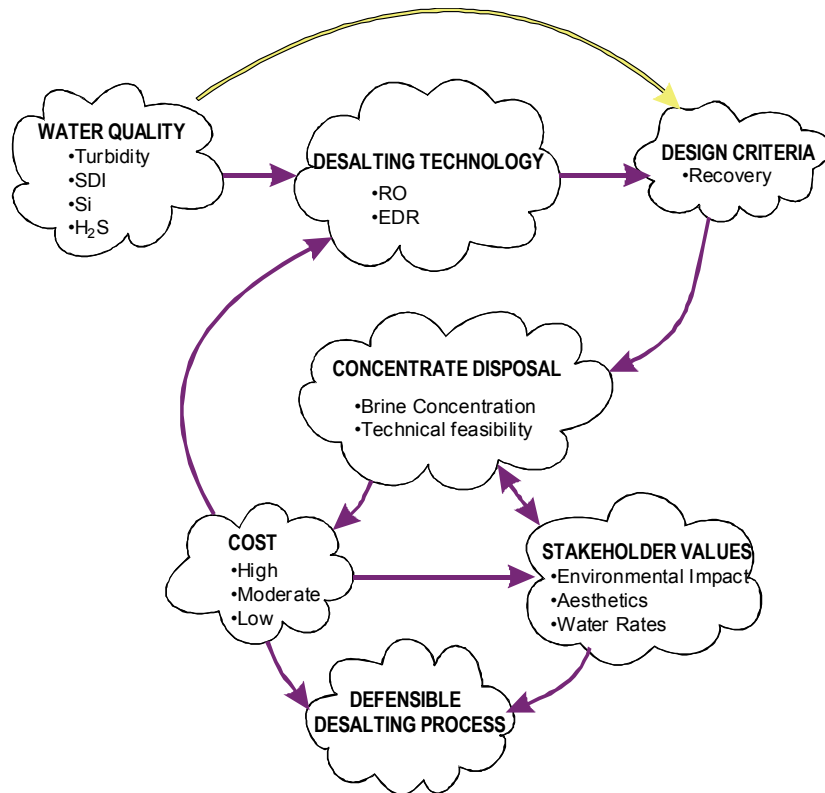 WATER QUALITY
•Turbidity
•SDI
•Si
•H₂S
DESALTING TECHNOLOGY
•RO
•EDR
DESIGN CRITERIA
•Recovery
CONCENTRATE DISPOSAL
•Brine Concentration
•Technical feasibility
COST
•High
•Moderate
•Low
STAKEHOLDER VALUES
•Environmental Impact
•Aesthetics
•Water Rates
DEFENSIBLE
DESALTING PROCESS